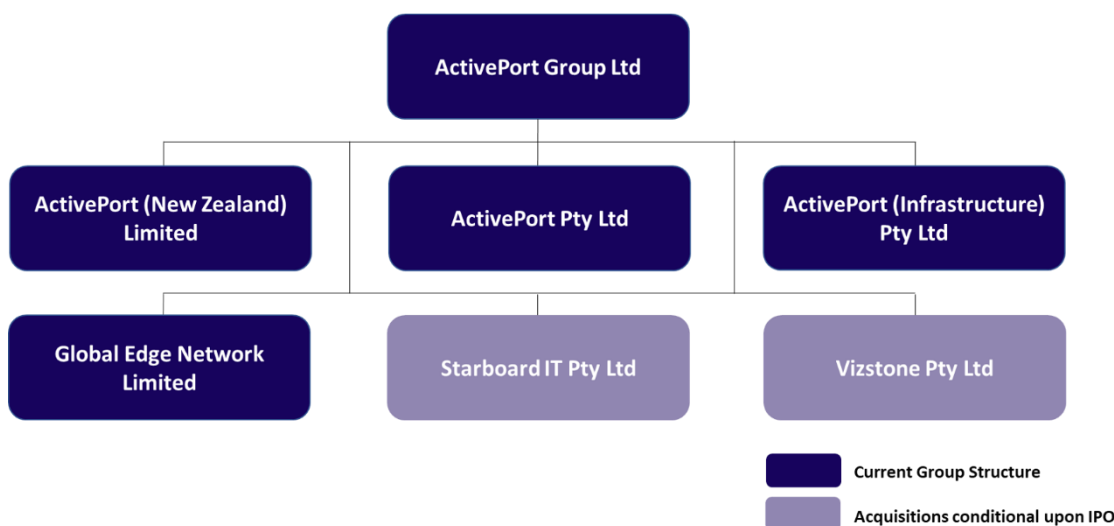 ActivePort Group Ltd
ActivePort (New Zealand)
Limited
ActivePort Pty Ltd
ActivePort (Infrastructure)
Pty Ltd
Global Edge Network
Limited
Starboard IT Pty Ltd
Vizstone Pty Ltd
Current Group Structure
Acquisitions conditional upon IPO